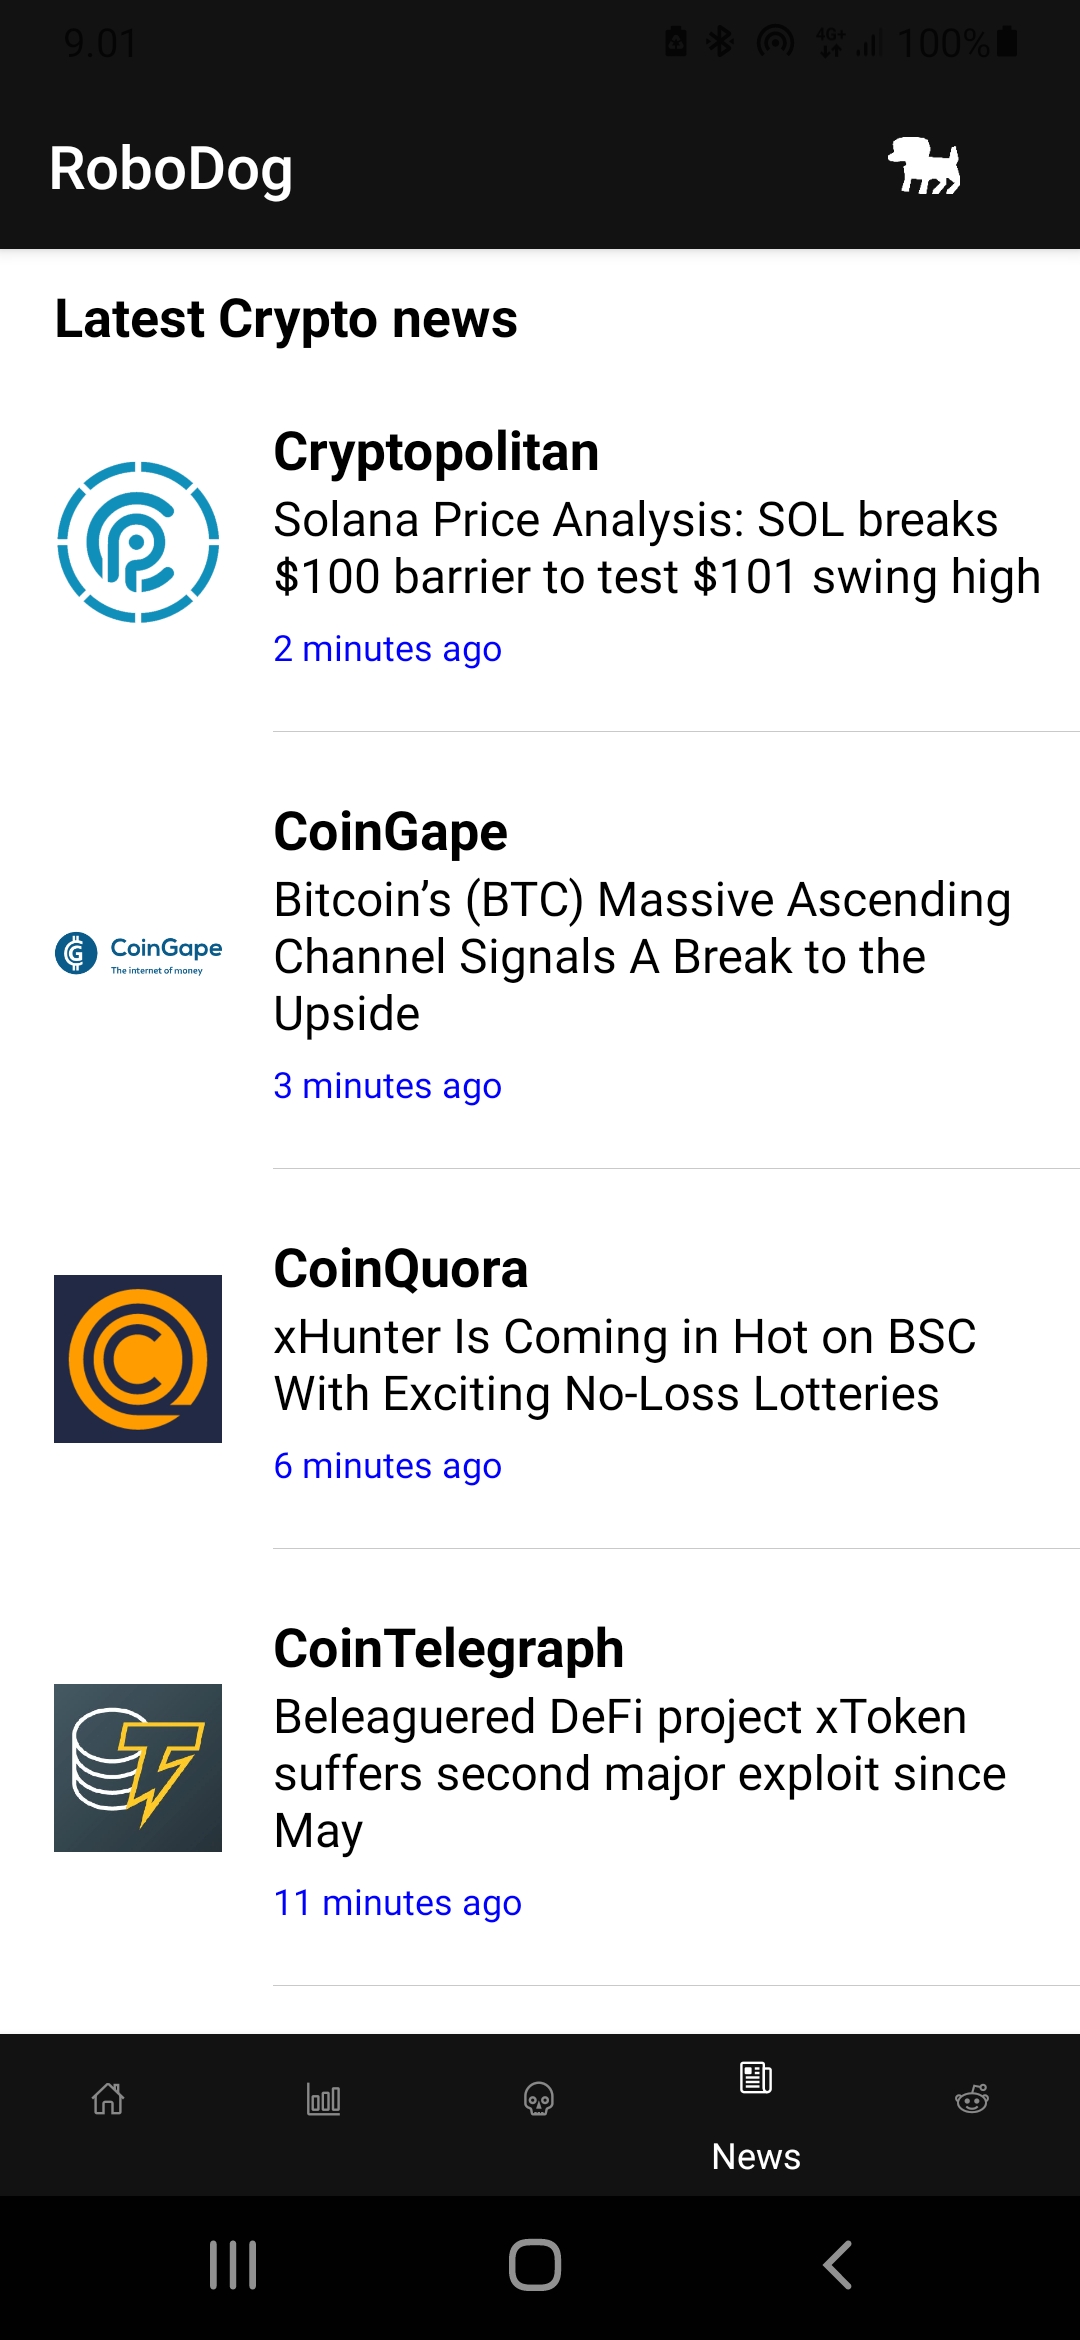 9.01
4G+
100%
RoboDog
Latest Crypto news
Cryptopolitan
Solana Price Analysis: SOL breaks
$100 barrier to test $101 swing high
2 minutes ago
CoinGape
Bitcoin’s (BTC) Massive Ascending
Channel Signals A Break to the
Upside
3 minutes ago
CoinGape
The internet of money
CoinQuora
xHunter Is Coming in Hot on BSC
With Exciting No-Loss Lotteries
6 minutes ago
CoinTelegraph
Beleaguered DeFi project xToken
suffers second major exploit since
May
11 minutes ago
News